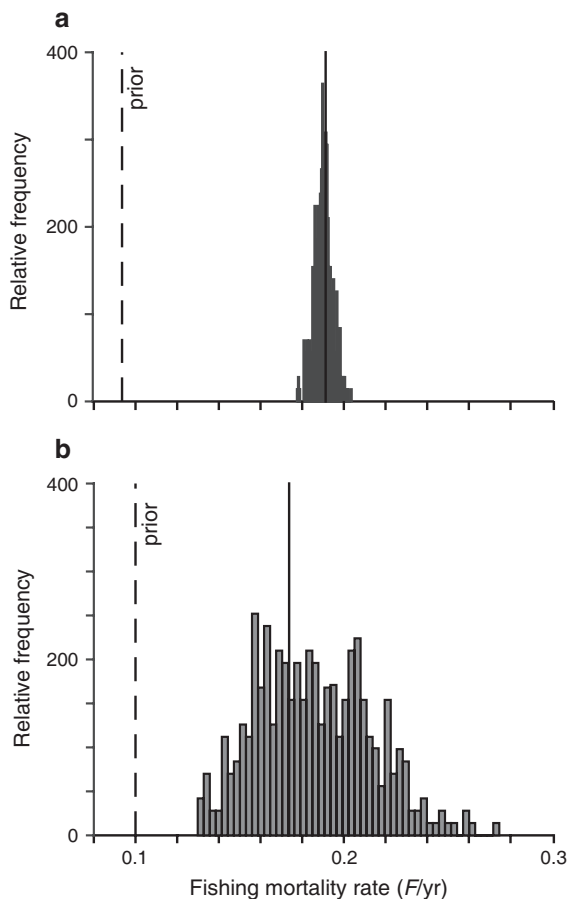 a
400
prior
Relative frequency
200
0
b
400
prior
Relative frequency
200
0
0.1
0.2
0.3
Fishing mortality rate (F/yr)